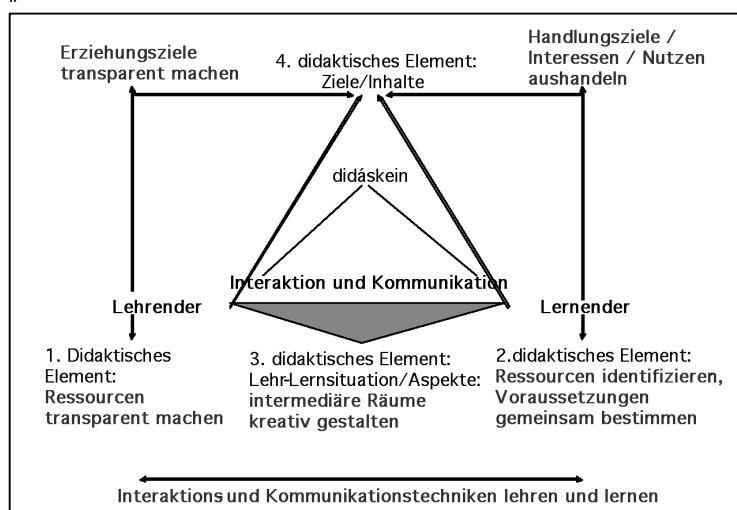 Erziehungsziele
transparent machen
4. didaktisches Element:
Ziele/Inhalte
Handlungsziele /
Interessen / Nutzen
aushandeln
didáskein
Interaktion und Kommunikation
Lehrender
Lernender
1. Didaktisches
Element:
Ressourcen
transparent machen
3. didaktisches Element:
Lehr-Lernsituation/Aspekte:
intermediäre Räume
kreativ gestalten
2.didaktisches Element:
Ressourcen identifizieren,
Voraussetzungen
gemeinsam bestimmen
Interaktions und Kommunikationstechniken lehren und lernen